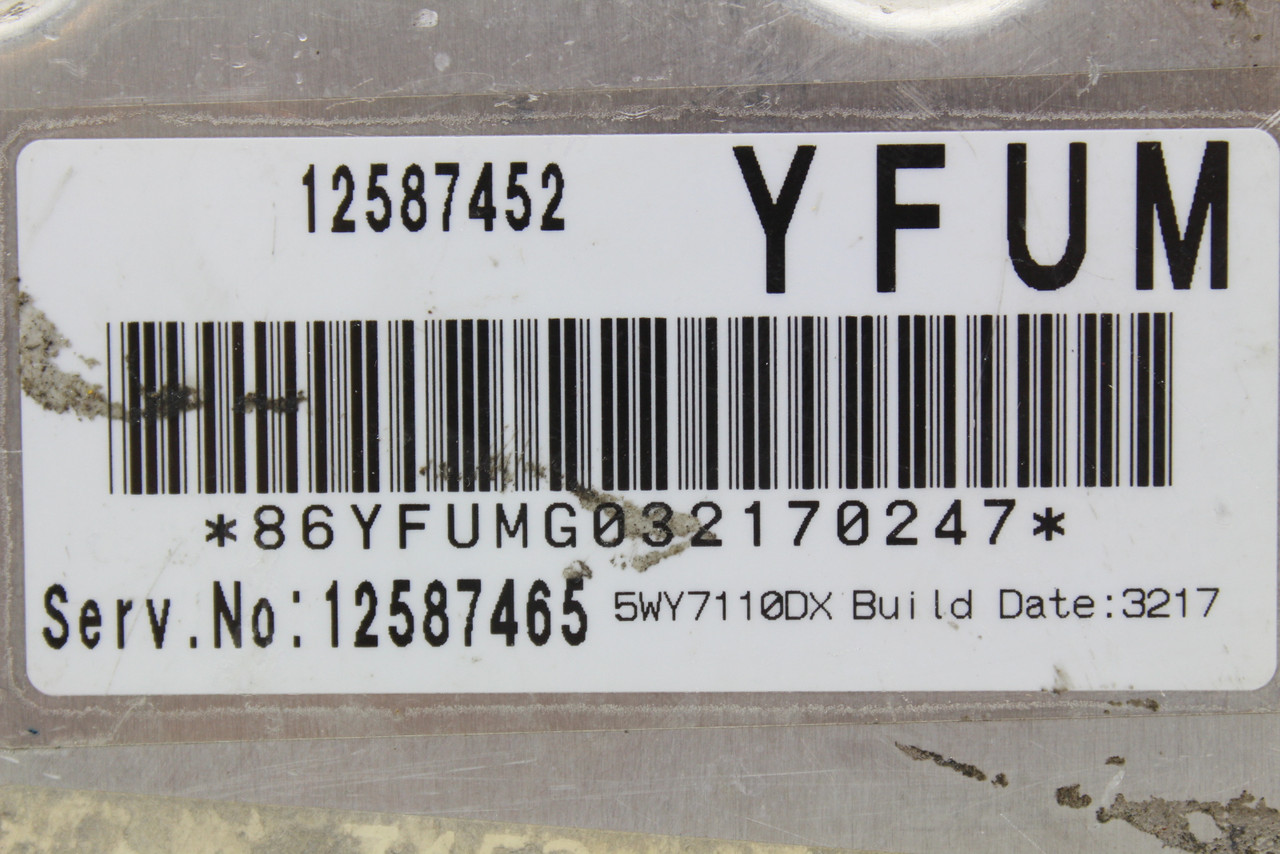 12587452 YFUM
*86YFUMG032170247*
Serv.No:12587465 5WY7110DX Build Date:3217